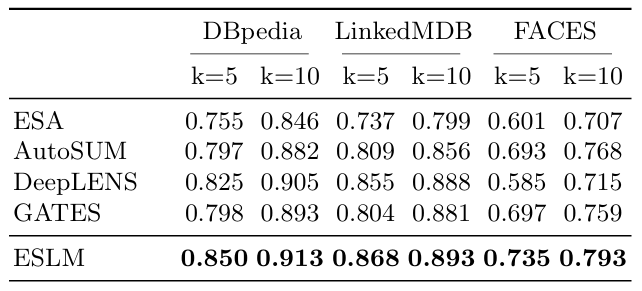 DBpedia LinkedMDB FACES
k=5 k=10 k=5 k=10 k=5 k=10
ESA 0.755 0.846 0.737 0.799 0.601 0.707
AutoSUM 0.797 0.882 0.809 0.856 0.693 0.768
DeepLENS 0.825 0.905 0.855 0.888 0.585 0.715
GATES 0.798 0.893 0.804 0.881 0.697 0.759
ESLM 0.850 0.913 0.868 0.893 0.735 0.793